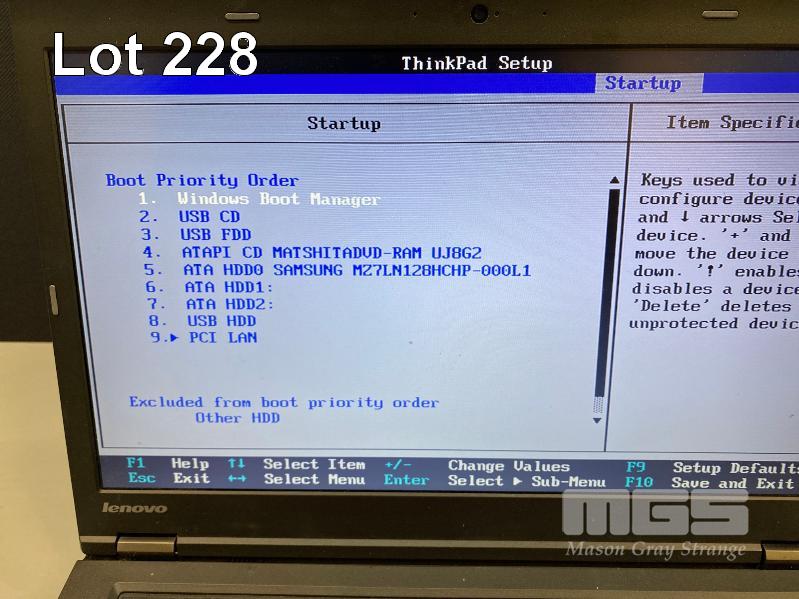 Lot 228
ThinkPad Setup
Startup
Startup
Item Specific
Boot Priority Order
1. Windows Boot Manager
2. USB CD
3. USB FDD
4. ATAPI CD MATSHITADVD-RAM UJ8G2
5. ATA HDD0 SAMSUNG MZ7LN128HCHP-000L1
6. ATA HDD1:
7. ATA HDD2:
8. USB HDD
9.▶ PCI LAN
Excluded from boot priority order
Other HDD
Keys used to vi
configure device
and ↓ arrows Sel
device. '+' and
move the device
down. '!' enables
disables a device
'Delete' deletes
unprotected devic
F1 Help ↑↓ Select Item +/- Change Values F9 Setup Defaults
Esc Exit ←→ Select Menu Enter Select ▶ Sub-Menu F10 Save and Exit
lenovo
MGS
Mason Gray Strange